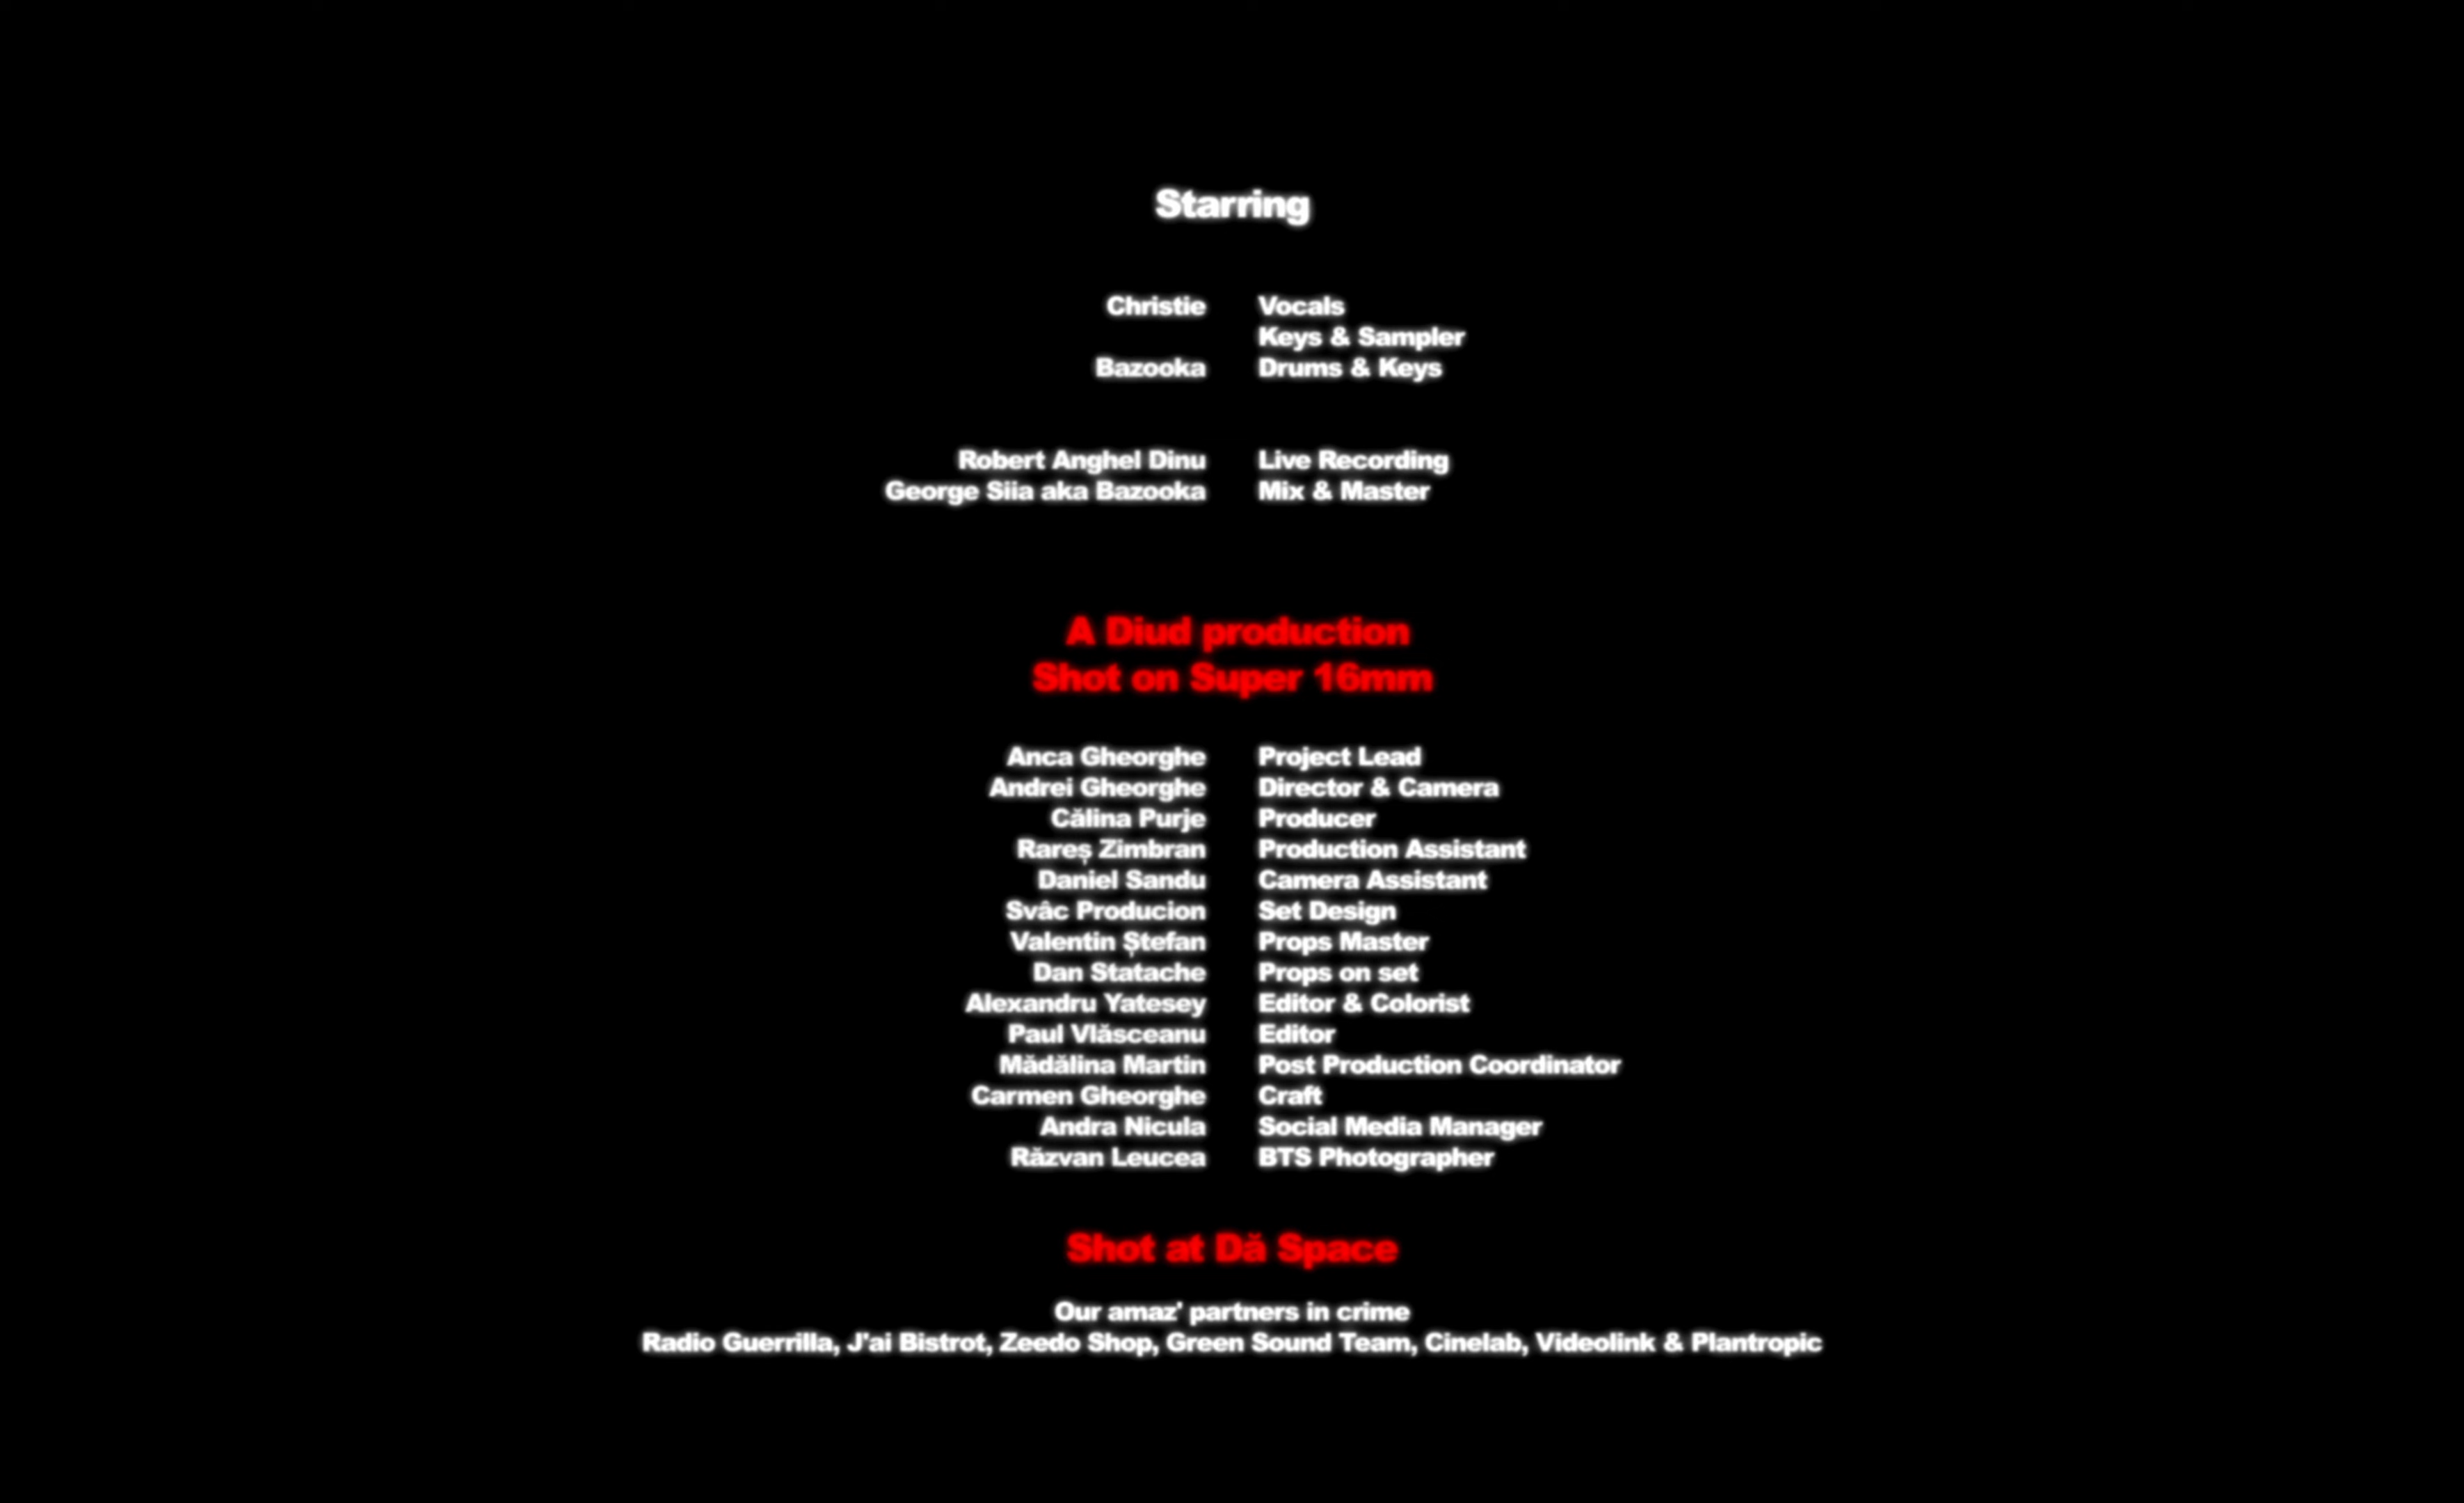 Starring
Christie Vocals
Keys & Sampler
Bazooka Drums & Keys
Robert Anghel Dinu Live Recording
George Siia aka Bazooka Mix & Master
A Diud production
Shot on Super 16mm
Anca Gheorghe Project Lead
Andrei Gheorghe Director & Camera
Călina Purje Producer
Rareș Zimbran Production Assistant
Daniel Sandu Camera Assistant
Svâc Producion Set Design
Valentin Ștefan Props Master
Dan Statache Props on set
Alexandru Yatesey Editor & Colorist
Paul Vlăsceanu Editor
Mădălina Martin Post Production Coordinator
Carmen Gheorghe Craft
Andra Nicula Social Media Manager
Răzvan Leucea BTS Photographer
Shot at Dă Space
Our amaz' partners in crime
Radio Guerrilla, J'ai Bistrot, Zeedo Shop, Green Sound Team, Cinelab, Videolink & Plantropic